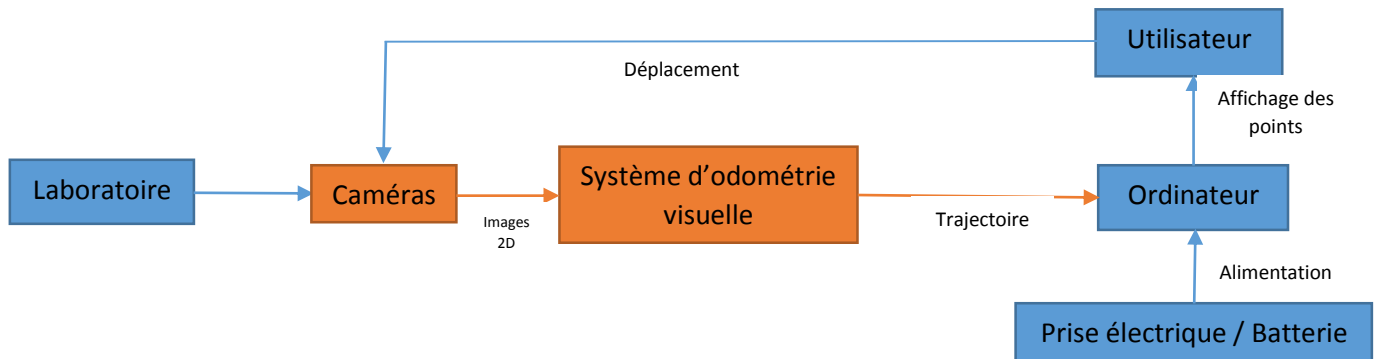 Utilisateur
Déplacement
Affichage des
points
Laboratoire
Caméras
Images
2D
Système d’odométrie
visuelle
Trajectoire
Ordinateur
Alimentation
Prise électrique / Batterie